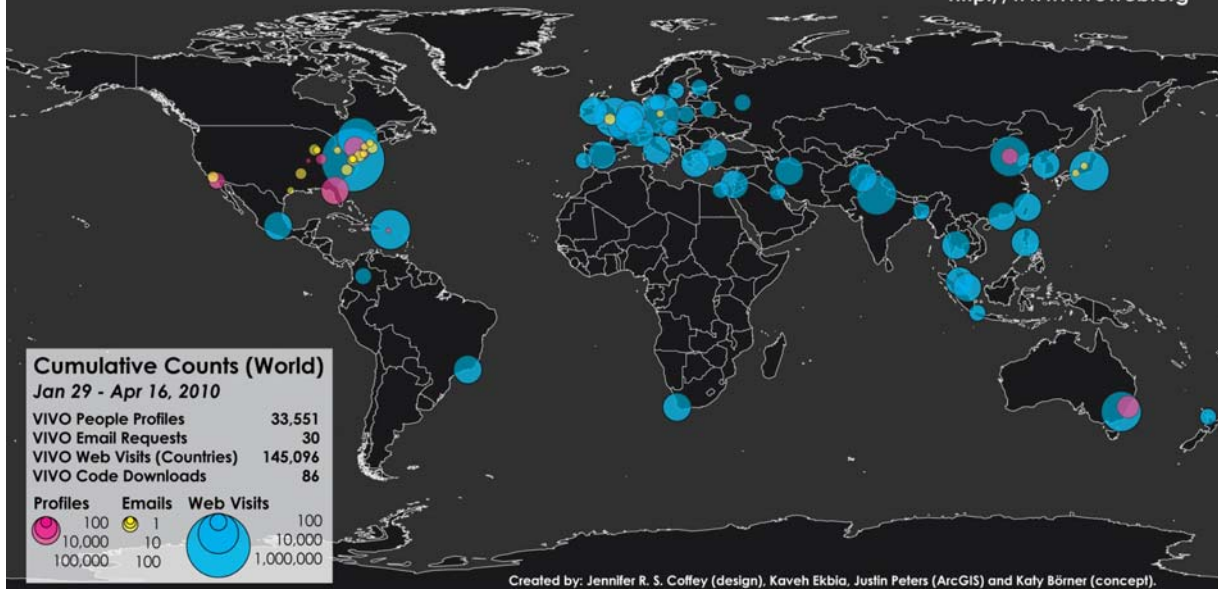 Cumulative Counts (World)
Jan 29 - Apr 16, 2010
VIVO People Profiles 33,551
VIVO Email Requests 30
VIVO Web Visits (Countries) 145,096
VIVO Code Downloads 86
Profiles Emails Web Visits
100 1 100
10,000 10 10,000
100,000 100 1,000,000
Created by: Jennifer R. S. Coffey (design), Kaveh Ekbia, Justin Peters (ArcGIS) and Katy Börner (concept).